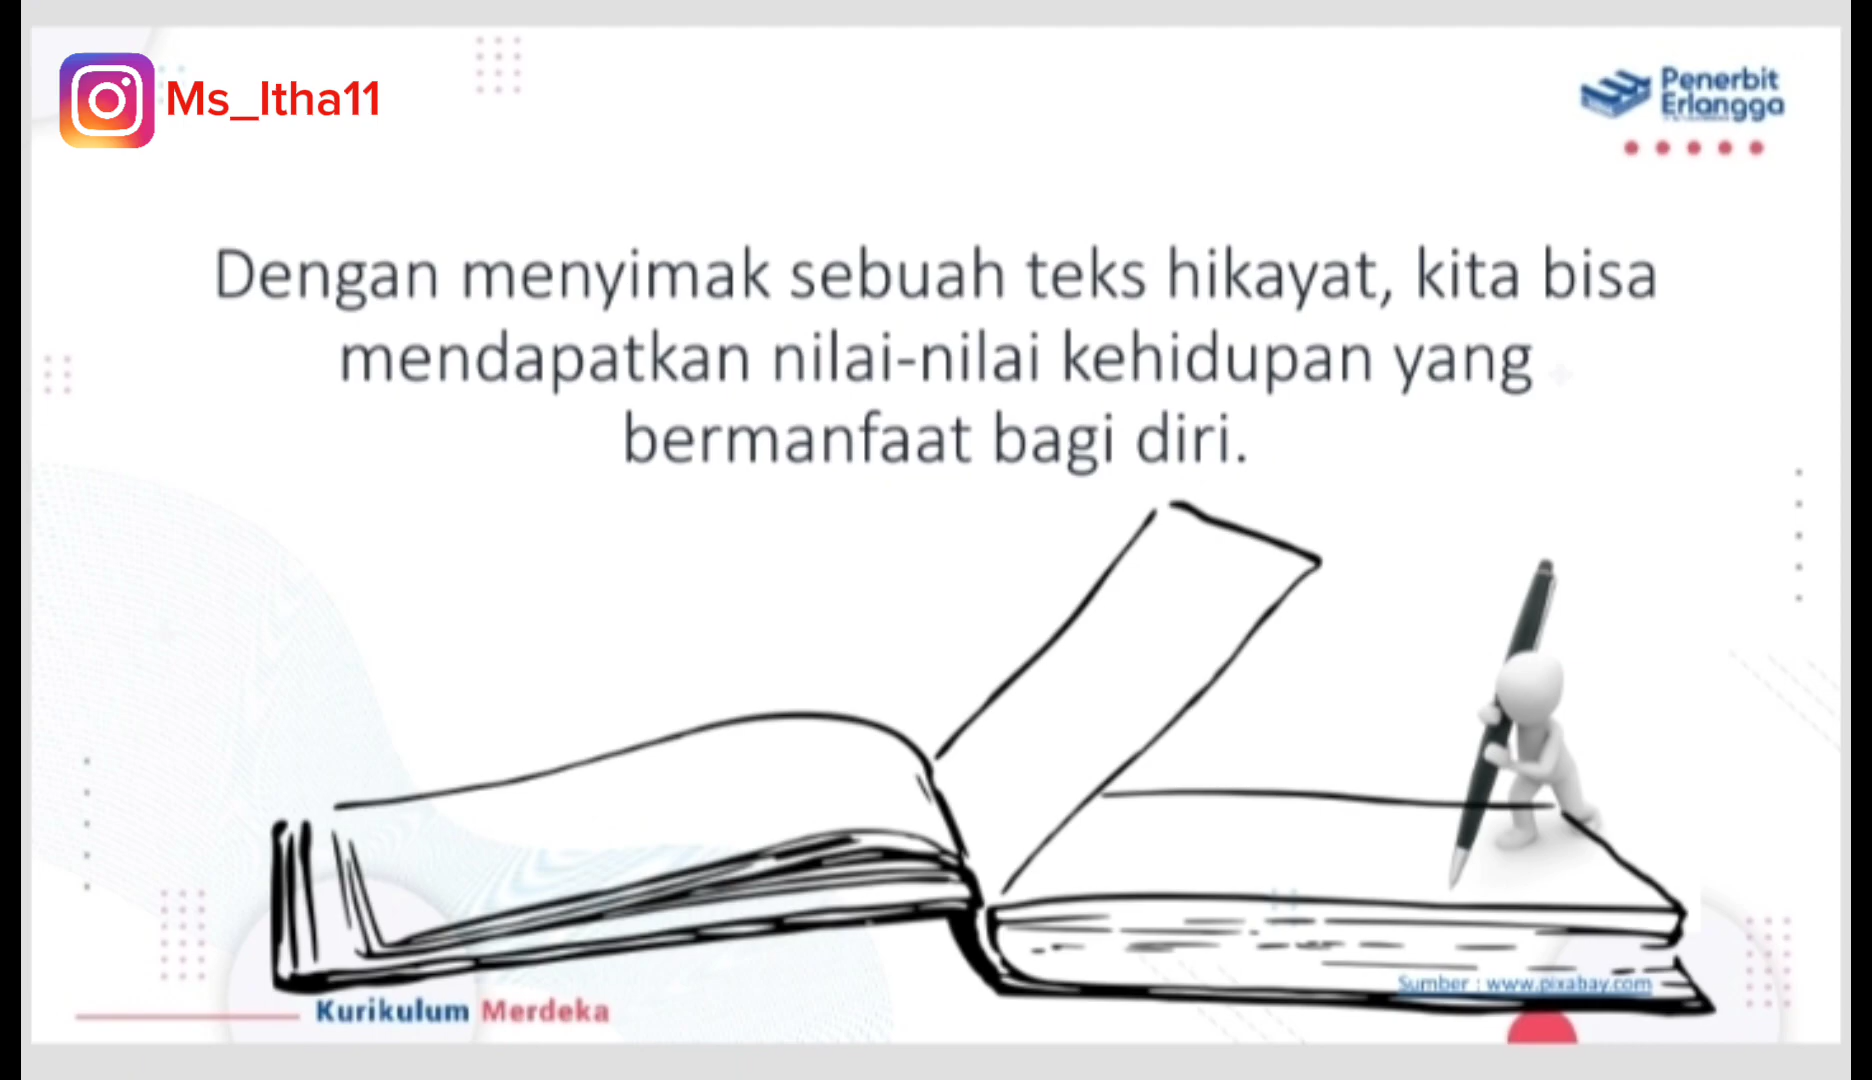 Ms_Itha11
Penerbit
Erlangga
Dengan menyimak sebuah teks hikayat, kita bisa
mendapatkan nilai-nilai kehidupan yang
bermanfaat bagi diri.
Sumber : www.pixabay.com
Kurikulum Merdeka